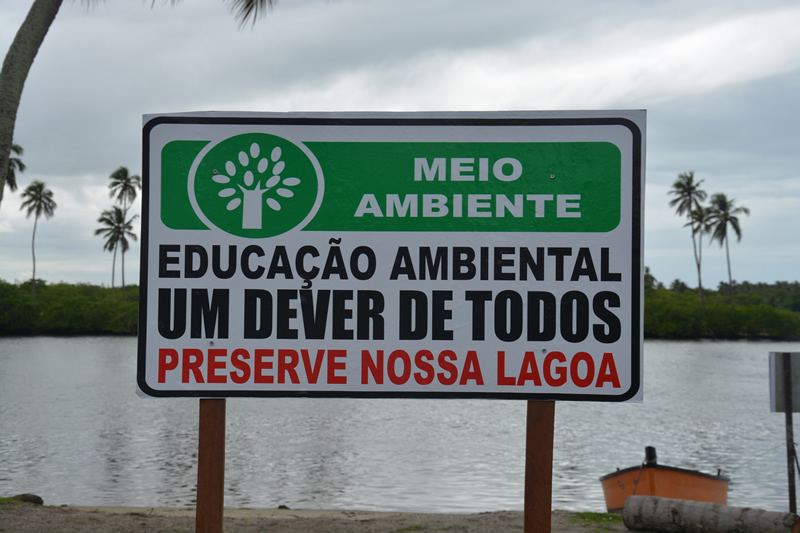 MEIO
AMBIENTE
EDUCAÇÃO AMBIENTAL
UM DEVER DE TODOS
PRESERVE NOSSA LAGOA